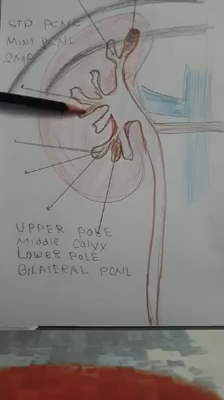 STD PCNL
MINI PCNL
UPPER POLE
Middle Calyx
LOWER POLE
BILATERAL PCNL